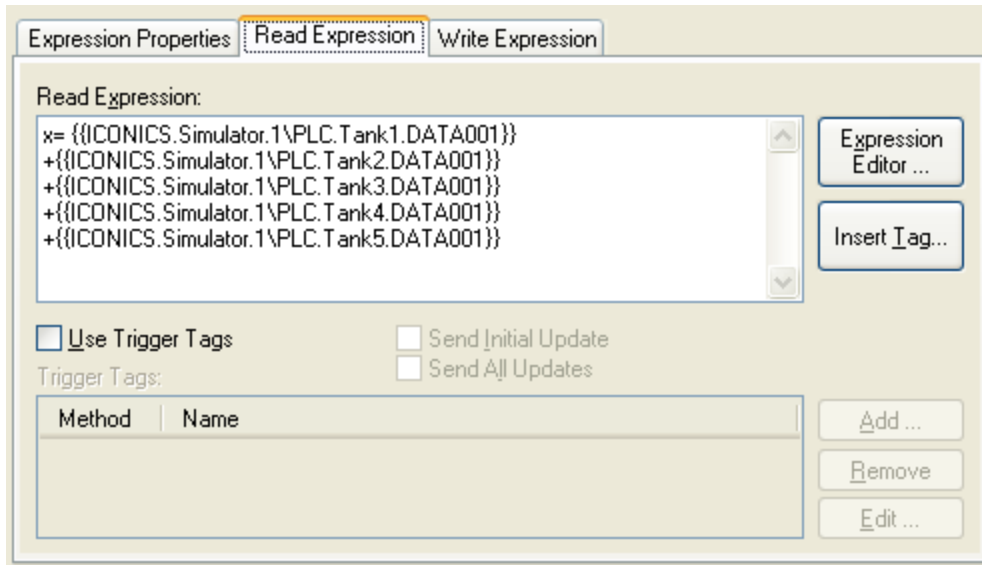 Expression Properties Read Expression Write Expression
Read Expression:
x= {{ICONICS.Simulator.1\PLC.Tank1.DATA001}}
+{{ICONICS.Simulator.1\PLC.Tank2.DATA001}}
+{{ICONICS.Simulator.1\PLC.Tank3.DATA001}}
+{{ICONICS.Simulator.1\PLC.Tank4.DATA001}}
+{{ICONICS.Simulator.1\PLC.Tank5.DATA001}}
Expression
Editor ...
Insert Tag...
Use Trigger Tags
Send Initial Update
Send All Updates
Trigger Tags:
Method Name
Add ...
Remove
Edit ...